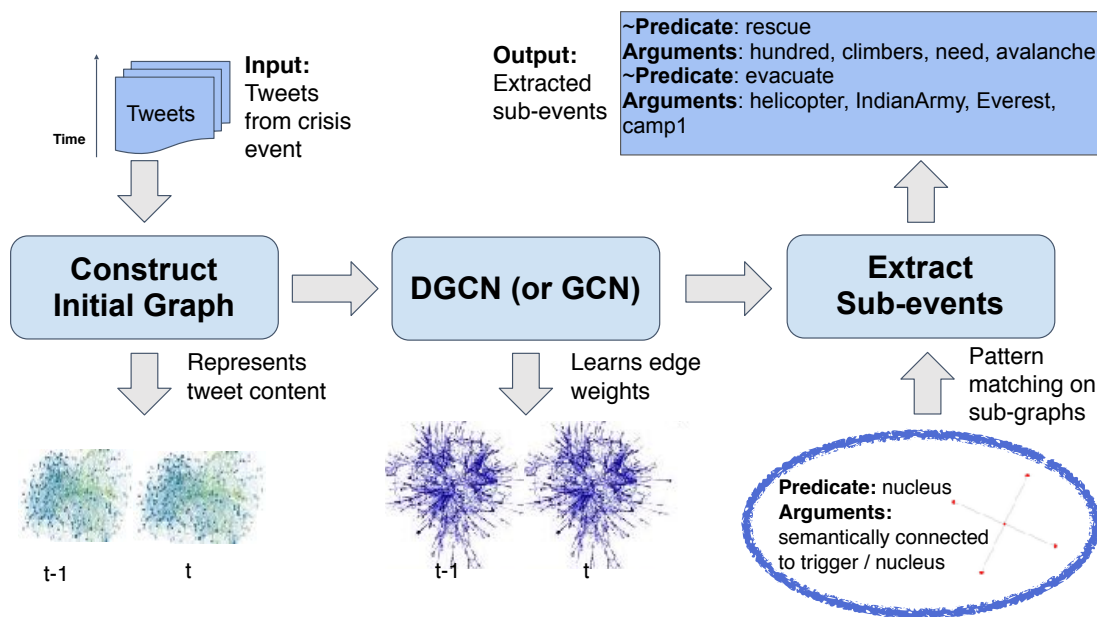 Time
Tweets
Input:
Tweets
from crisis
event
Output:
Extracted
sub-events
~Predicate: rescue
Arguments: hundred, climbers, need, avalanche
~Predicate: evacuate
Arguments: helicopter, IndianArmy, Everest,
camp1
Construct
Initial Graph
DGCN (or GCN)
Extract
Sub-events
Represents
tweet content
Learns edge
weights
Pattern
matching on
sub-graphs
t-1
t
t-1
t
Predicate: nucleus
Arguments:
semantically connected
to trigger / nucleus